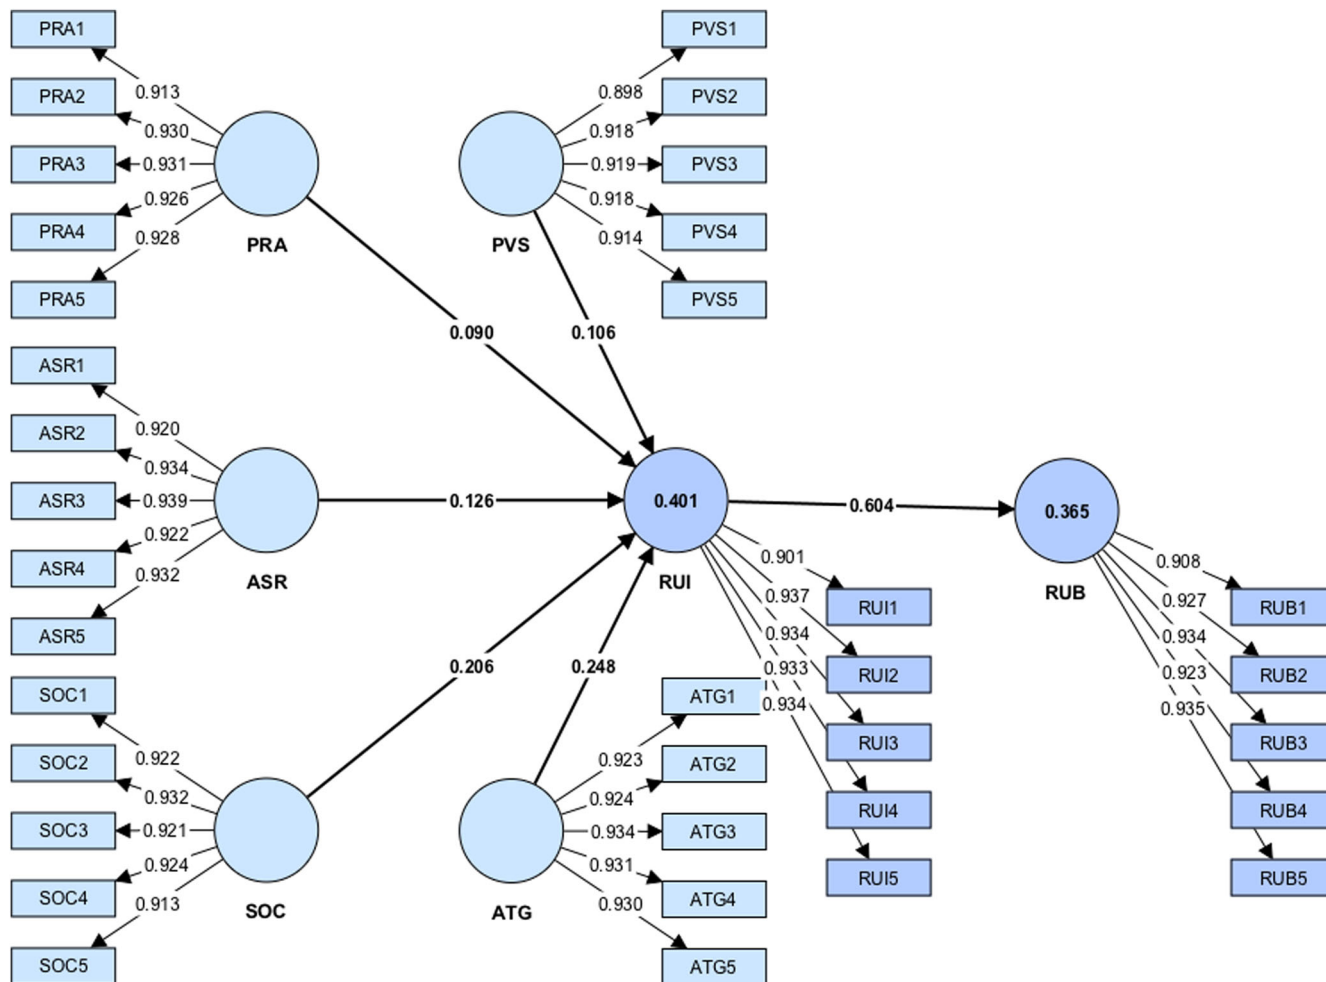 PRA1
0.913
PRA2
0.930
PRA3
0.931
0.926
PRA4
0.928
PRA5
PRA
PVS1
0.898
PVS2
0.918
PVS3
0.919
0.918
PVS4
0.914
PVS5
PVS
0.090
0.106
ASR1
0.920
ASR2
0.934
ASR3
0.939
0.922
ASR4
0.932
ASR5
ASR
0.126
0.401
RUI
0.604
0.365
RUB
0.901
RUI1
0.937
RUI2
0.934
RUI3
0.933
RUI4
0.934
RUI5
0.908
RUB1
0.927
RUB2
0.934
RUB3
0.923
RUB4
0.935
RUB5
0.206
0.248
SOC1
0.922
SOC2
0.932
SOC3
0.921
0.924
SOC4
0.913
SOC5
SOC
ATG1
0.923
ATG2
0.924
ATG3
0.934
0.931
ATG4
0.930
ATG5
ATG